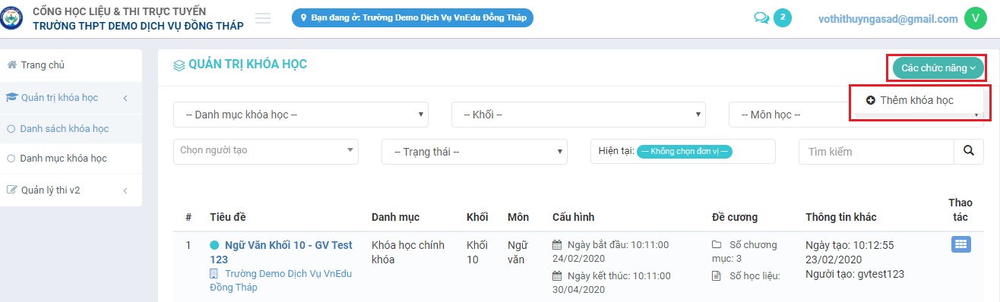 CỔNG HỌC LIỆU & THI TRỰC TUYẾN
TRƯỜNG THPT DEMO DỊCH VỤ ĐỒNG THÁP
Bạn đang ở: Trường Demo Dịch Vụ VnEdu Đồng Tháp
2
vothithuyngasad@gmail.com
V
Trang chủ
Quản trị khóa học
Danh sách khóa học
Danh mục khóa học
Quản lý thi v2
QUẢN TRỊ KHÓA HỌC
Các chức năng
Thêm khóa học
-- Danh mục khóa học --
-- Khối --
-- Môn học --
Chọn người tạo
-- Trạng thái --
Hiện tại: --- Không chọn đơn vị ---
Tìm kiếm
# Tiêu đề Danh mục Khối Môn Cấu hình Đề cương Thông tin khác Thao tác
1
Ngữ Văn Khối 10 - GV Test
123
Trường Demo Dịch Vụ VnEdu
Đồng Tháp
Khóa học chính
khóa
Khối
10
Ngữ
văn
Ngày bắt đầu: 10:11:00
24/02/2020
Ngày kết thúc: 10:11:00
30/04/2020
Số chương
mục: 3
Số học liệu:
Ngày tạo: 10:12:55
23/02/2020
Người tạo: gvtest123